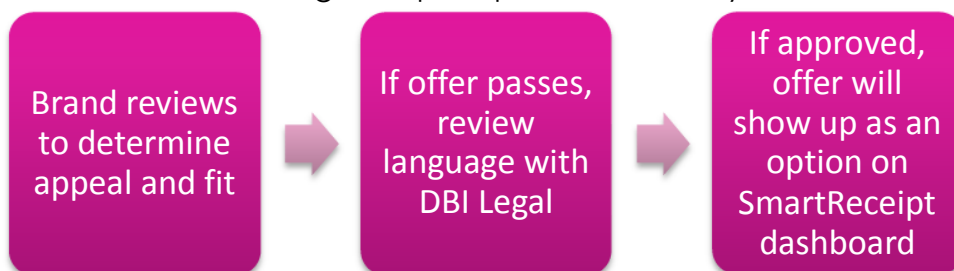 Brand reviews
to determine
appeal and fit
If offer passes,
review
language with
DBI Legal
If approved,
offer will
show up as an
option on
SmartReceipt
dashboard